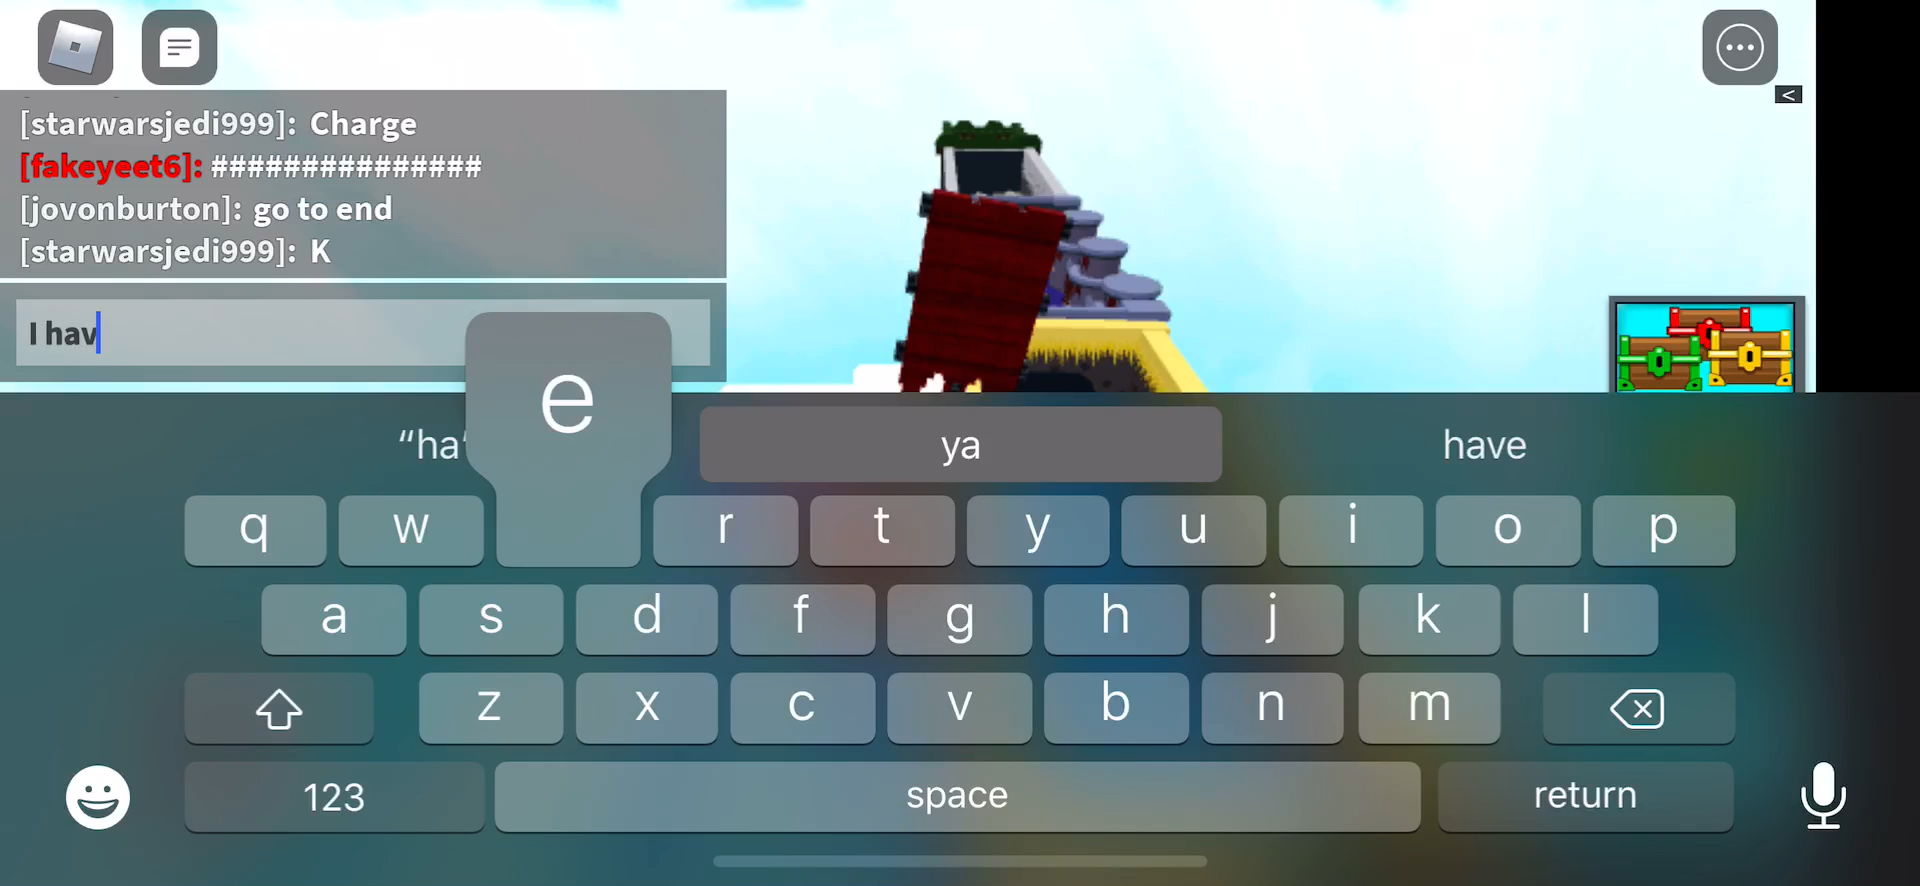 [starwarsjedi999]: Charge
[fakeyeet6]: ###############
[jovonburton]: go to end
[starwarsjedi999]: K
<
I hav
e
“ha ya have
q w r t y u i o p
a s d f g h j k l
z x c v b n m
123 space return